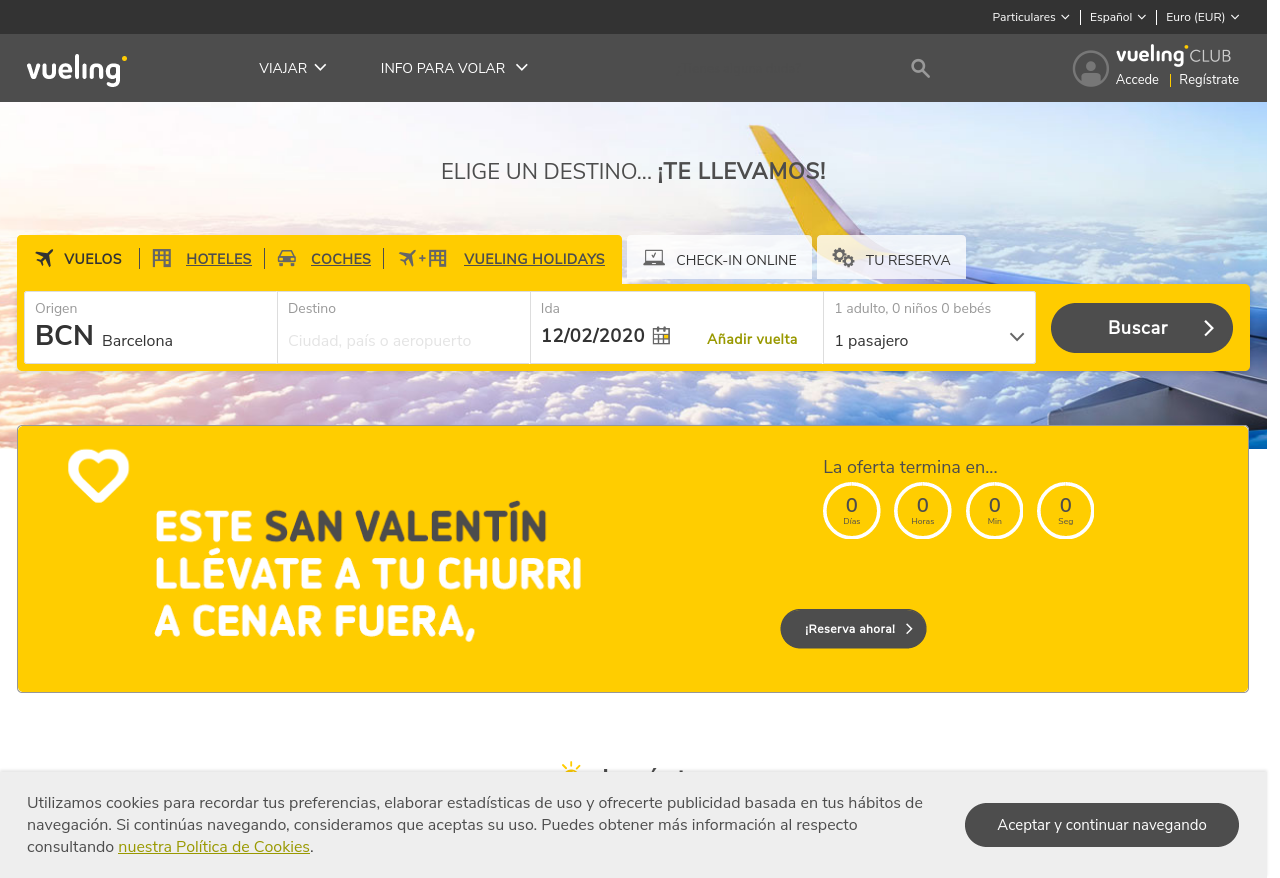 Particulares
Español
Euro (EUR)
vueling
VIAJAR
INFO PARA VOLAR
vueling CLUB
Accede
Regístrate
ELIGE UN DESTINO... ¡TE LLEVAMOS!
VUELOS
HOTELES
COCHES
+
VUELING HOLIDAYS
CHECK-IN ONLINE
TU RESERVA
Origen
BCN Barcelona
Destino
Ciudad, país o aeropuerto
Ida
12/02/2020
Añadir vuelta
1 adulto, 0 niños 0 bebés
1 pasajero
Buscar
ESTE SAN VALENTÍN
LLÉVATE A TU CHURRI
A CENAR FUERA,
La oferta termina en...
0 0 0 0
Días Horas Min Seg
¡Reserva ahora!
Utilizamos cookies para recordar tus preferencias, elaborar estadísticas de uso y ofrecerte publicidad basada en tus hábitos de
navegación. Si continúas navegando, consideramos que aceptas su uso. Puedes obtener más información al respecto
consultando nuestra Política de Cookies.
Aceptar y continuar navegando